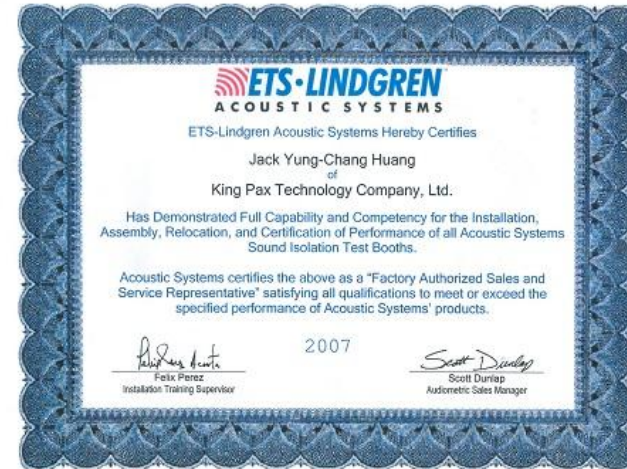 ETS·LINDGREN
ACOUSTIC SYSTEMS
ETS-Lindgren Acoustic Systems Hereby Certifies
Jack Yung-Chang Huang
of
King Pax Technology Company, Ltd.
Has Demonstrated Full Capability and Competency for the Installation,
Assembly, Relocation, and Certification of Performance of all Acoustic Systems
Sound Isolation Test Booths.
Acoustic Systems certifies the above as a "Factory Authorized Sales and
Service Representative" satisfying all qualifications to meet or exceed the
specified performance of Acoustic Systems' products.
2007
Scott Dunlap
Felix Perez
Installation Training Supervisor
Scott Dunlap
Audiometric Sales Manager